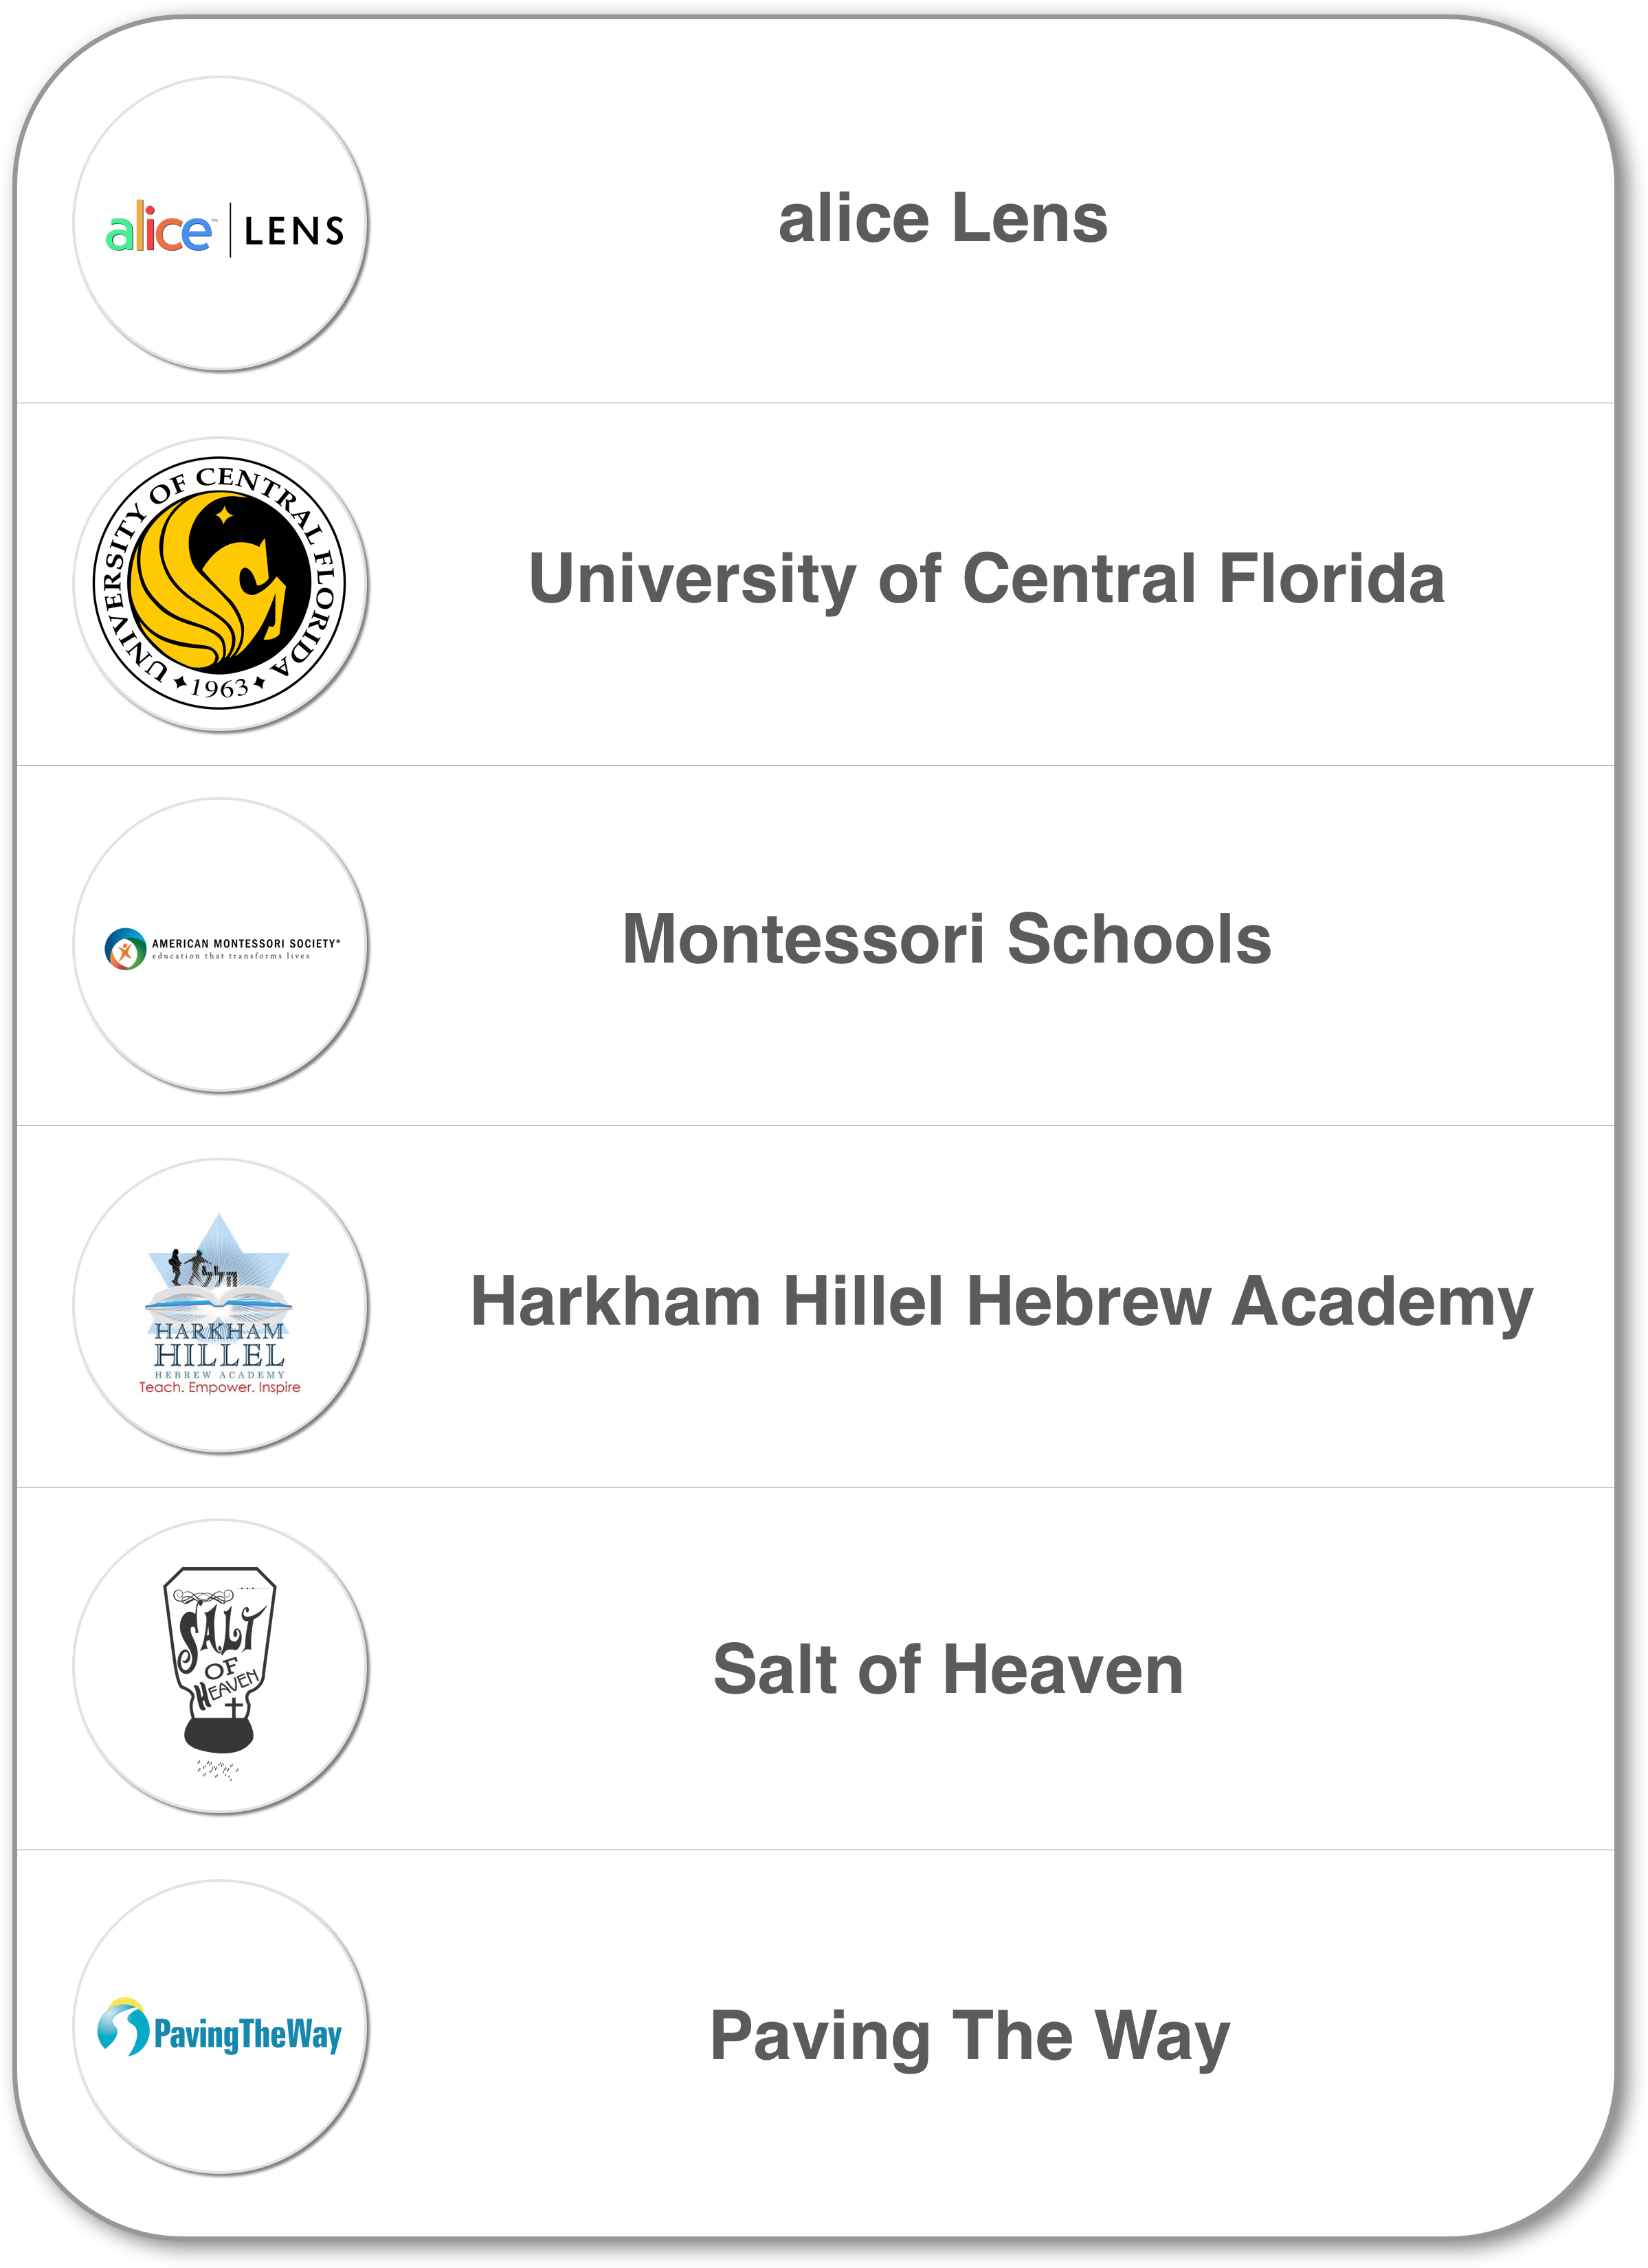 alice™ | LENS
alice Lens
UNIVERSITY OF CENTRAL FLORIDA
1963
University of Central Florida
AMERICAN MONTESSORI SOCIETY®
education that transforms lives
Montessori Schools
הלל
HARKHAM
HILLEL
HEBREW ACADEMY
Teach. Empower. Inspire
Harkham Hillel Hebrew Academy
SALT
OF
HEAVEN
Salt of Heaven
PavingTheWay
Paving The Way